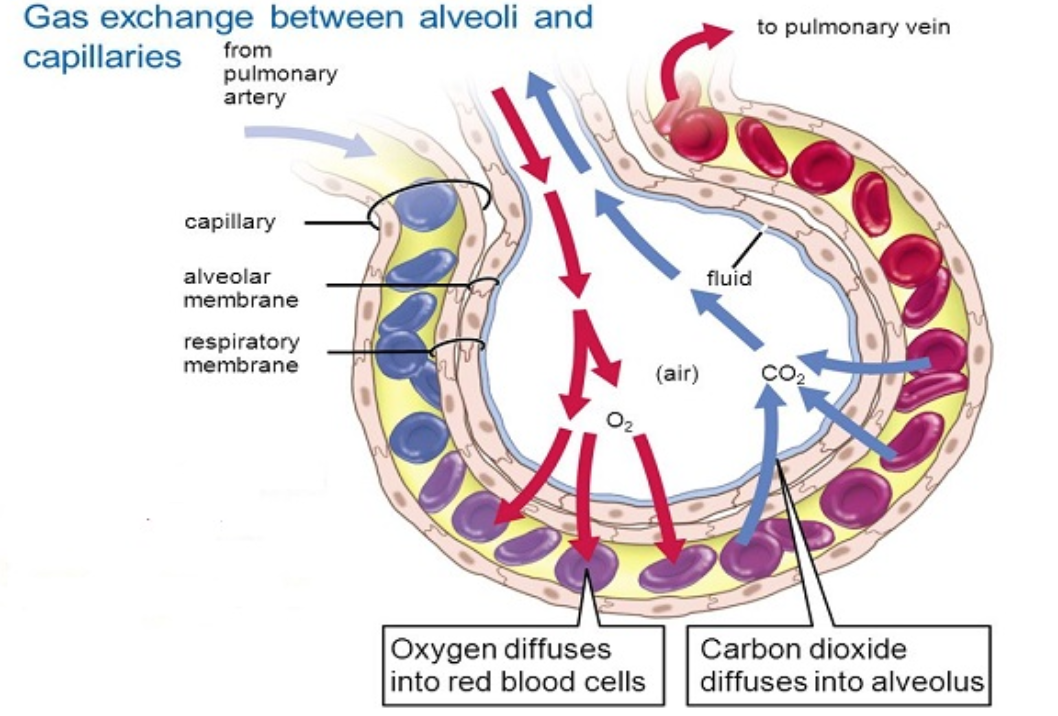 Gas exchange between alveoli and
capillaries
from
pulmonary
artery
to pulmonary vein
capillary
alveolar
membrane
respiratory
membrane
fluid
(air)
CO₂
O₂
Oxygen diffuses
into red blood cells
Carbon dioxide
diffuses into alveolus